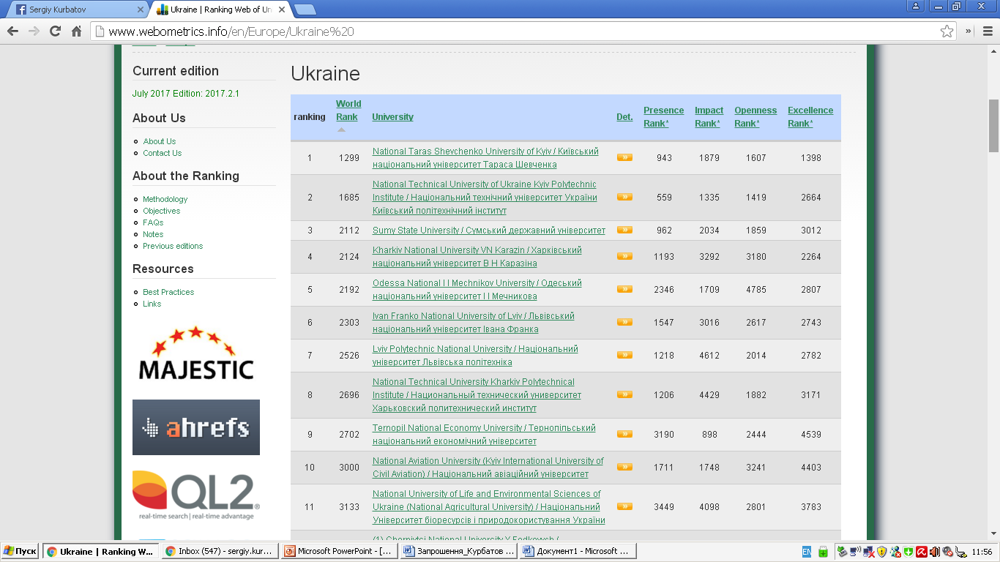 Sergiy Kurbatov
Ukraine | Ranking Web of Un
www.webometrics.info/en/Europe/Ukraine%20
Current edition
July 2017 Edition: 2017.2.1
About Us
About Us
Contact Us
About the Ranking
Methodology
Objectives
FAQs
Notes
Previous editions
Resources
Best Practices
Links
MAJESTIC
ahrefs
QL2®
real-time search | real-time advantage
Ukraine
ranking World Rank University Det. Presence Rank* Impact Rank* Openness Rank* Excellence Rank*
1 1299 National Taras Shevchenko University of Kyiv / Київський 943 1879 1607 1398
національний університет Тараса Шевченка
National Technical University of Ukraine Kyiv Polytechnic
2 1685 Institute / Національний технічний університет України 559 1335 1419 2664
Київський політехнічний інститут
3 2112 Sumy State University / Сумський державний університет 962 2034 1859 3012
4 2124 Kharkiv National University VN Karazin / Харківський 1193 3292 3180 2264
національний університет В Н Каразіна
5 2192 Odessa National I I Mechnikov University / Одеський 2346 1709 4785 2807
національний університет І І Мечникова
6 2303 Ivan Franko National University of Lviv / Львівський 1547 3016 2617 2743
національний університет Івана Франка
7 2526 Lviv Polytechnic National University / Національний 1218 4612 2014 2782
університет Львівська політехніка
National Technical University Kharkiv Polytechnical
8 2696 Institute / Национальный технический университет 1206 4429 1882 3171
Харьковский политехнический институт
9 2702 Ternopil National Economy University / Тернопільський 3190 898 2444 4539
національний економічний університет
10 3000 National Aviation University (Kyiv International University of 1711 1748 3241 4403
Civil Aviation) / Національний авіаційний університет
National University of Life and Environmental Sciences of
11 3133 Ukraine (National Agricultural University) / Національний 3449 4098 2801 3783
Університет біоресурсів і природокористування України
(1) Chernivtsi National University Y Fedkovych /
Пуск
Ukraine | Ranking W...
Inbox (547) - sergiy.kur...
Microsoft PowerPoint - [...
Запрошення_Курбатов ...
Документ1 - Microsoft ...
EN
11:56